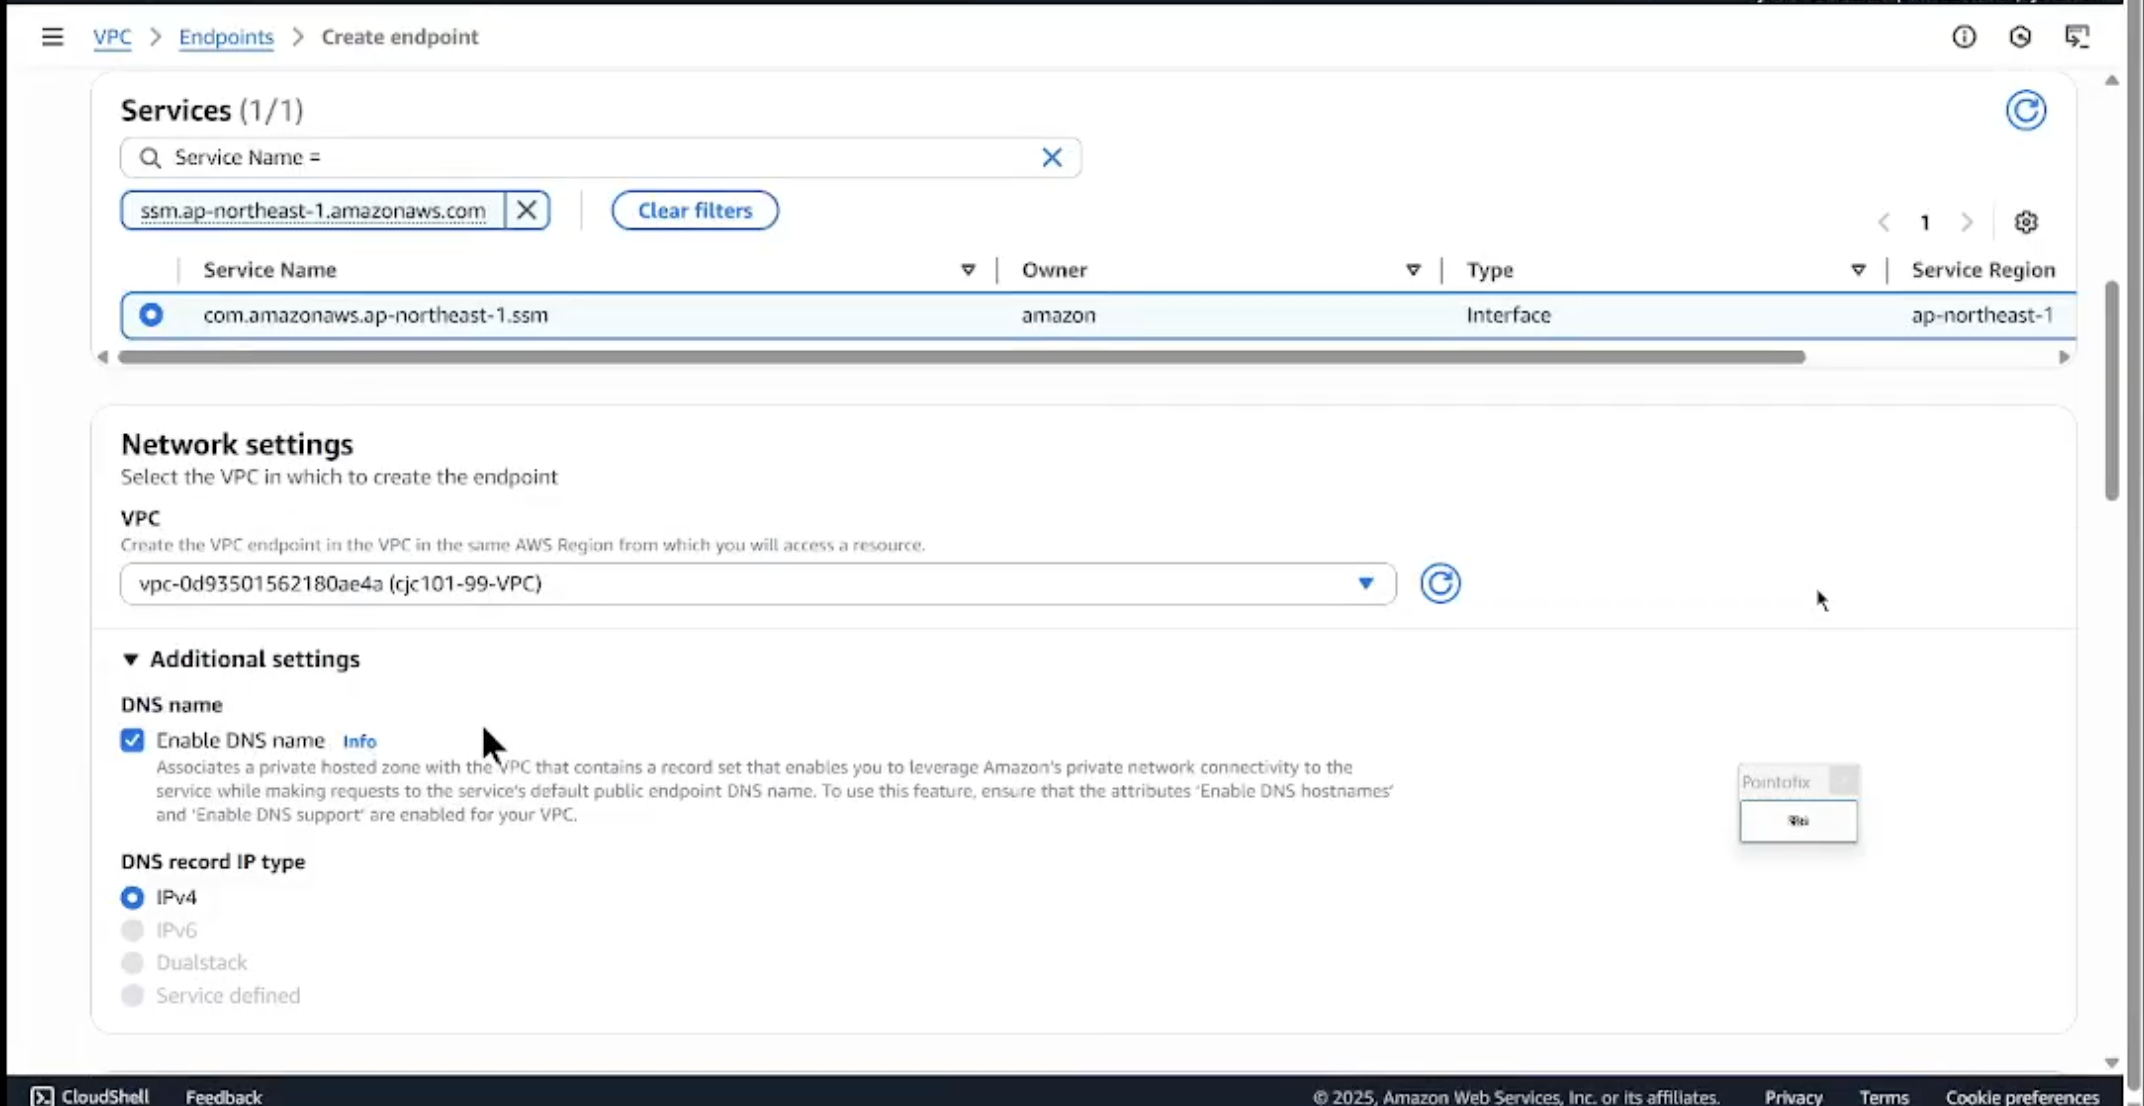 VPC > Endpoints > Create endpoint
Services (1/1)
Service Name =
ssm.ap-northeast-1.amazonaws.com
Clear filters
1
Service Name Owner Type Service Region
com.amazonaws.ap-northeast-1.ssm amazon Interface ap-northeast-1
Network settings
Select the VPC in which to create the endpoint
VPC
Create the VPC endpoint in the VPC in the same AWS Region from which you will access a resource.
vpc-0d93501562180ae4a (cjc101-99-VPC)
Additional settings
DNS name
Enable DNS name Info
Associates a private hosted zone with the VPC that contains a record set that enables you to leverage Amazon's private network connectivity to the
service while making requests to the service's default public endpoint DNS name. To use this feature, ensure that the attributes 'Enable DNS hostnames'
and 'Enable DNS support' are enabled for your VPC.
Pointofix
DNS record IP type
IPv4
IPv6
Dualstack
Service defined
CloudShell Feedback © 2025, Amazon Web Services, Inc. or its affiliates. Privacy Terms Cookie preferences